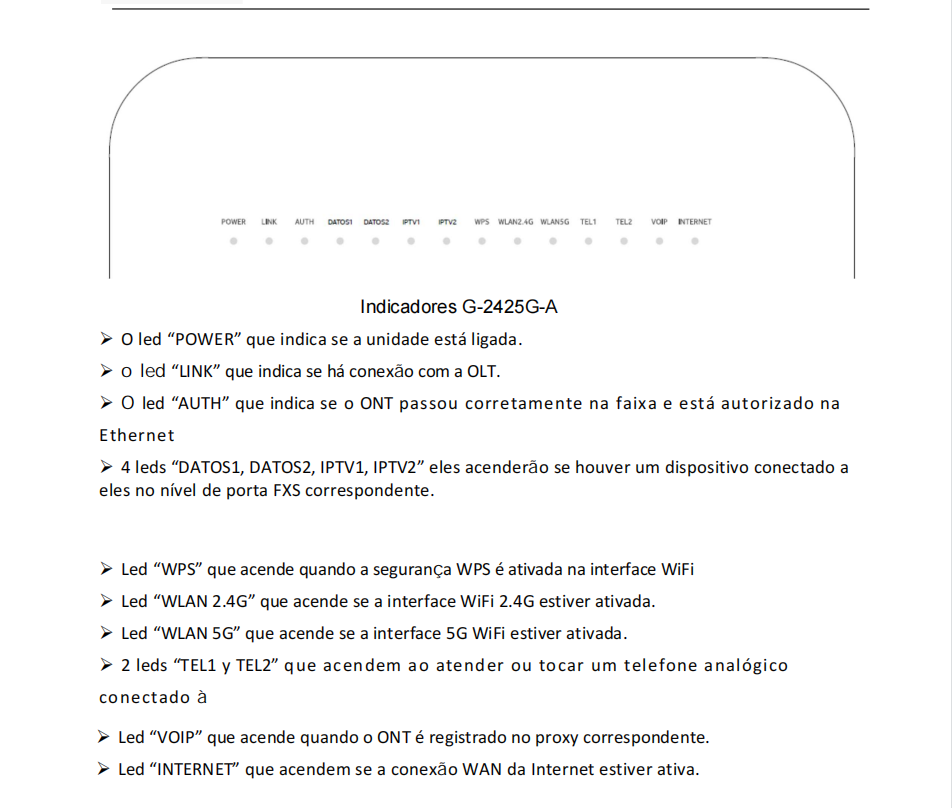 POWER LINK AUTH DATOS1 DATOS2 IPTV1 IPTV2 WPS WLAN2.4G WLAN5G TEL1 TEL2 VOIP INTERNET
Indicadores G-2425G-A
➢ O led “POWER” que indica se a unidade está ligada.
➢ o led “LINK” que indica se há conexão com a OLT.
➢ O led “AUTH” que indica se o ONT passou corretamente na faixa e está autorizado na
Ethernet
➢ 4 leds “DATOS1, DATOS2, IPTV1, IPTV2” eles acenderão se houver um dispositivo conectado a
eles no nível de porta FXS correspondente.
➢ Led “WPS” que acende quando a segurança WPS é ativada na interface WiFi
➢ Led “WLAN 2.4G” que acende se a interface WiFi 2.4G estiver ativada.
➢ Led “WLAN 5G” que acende se a interface 5G WiFi estiver ativada.
➢ 2 leds “TEL1 y TEL2” que acendem ao atender ou tocar um telefone analógico
conectado à
➢ Led “VOIP” que acende quando o ONT é registrado no proxy correspondente.
➢ Led “INTERNET” que acendem se a conexão WAN da Internet estiver ativa.